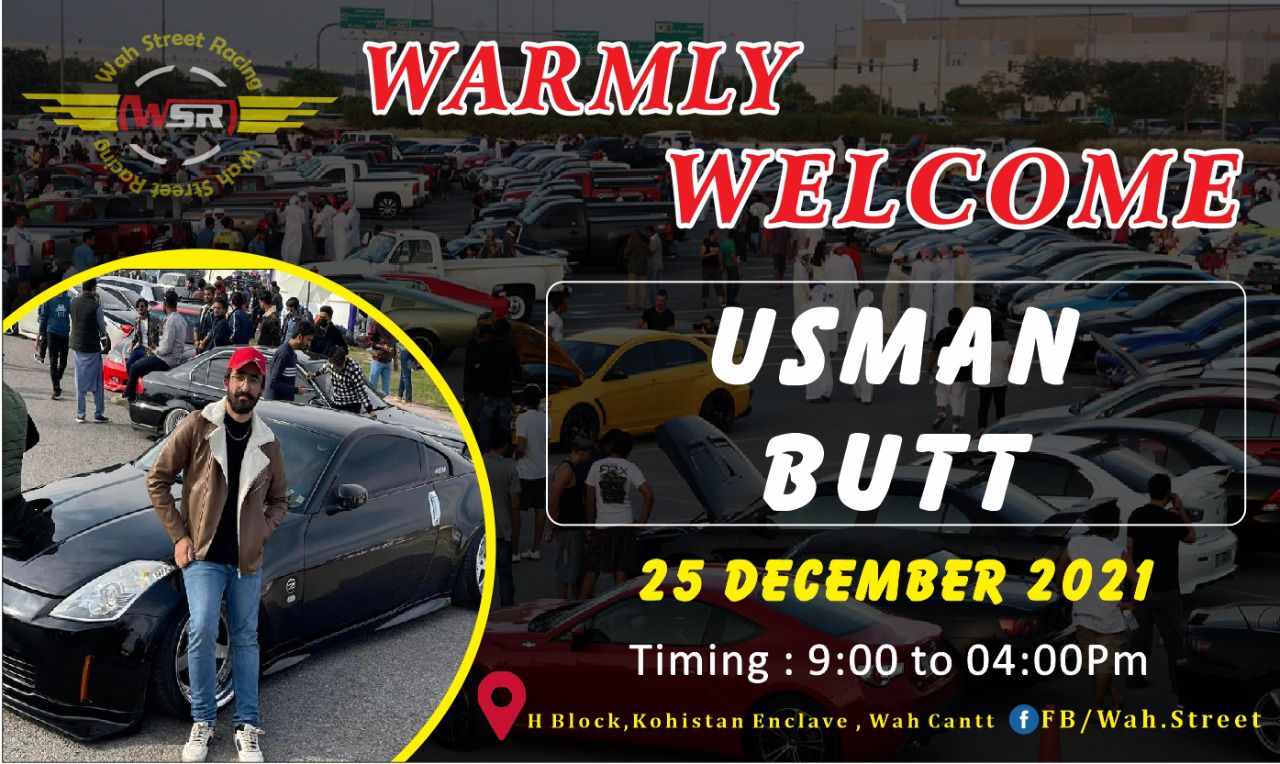 Wah Street Racing
WSR
Wah Street Racing
WARMLY
WELCOME
USMAN
BUTT
25 DECEMBER 2021
Timing : 9:00 to 04:00Pm
H Block,Kohistan Enclave , Wah Cantt
f FB/Wah.Street